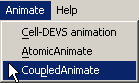 Animate Help
Cell-DEVS animation
AtomicAnimate
CoupledAnimate